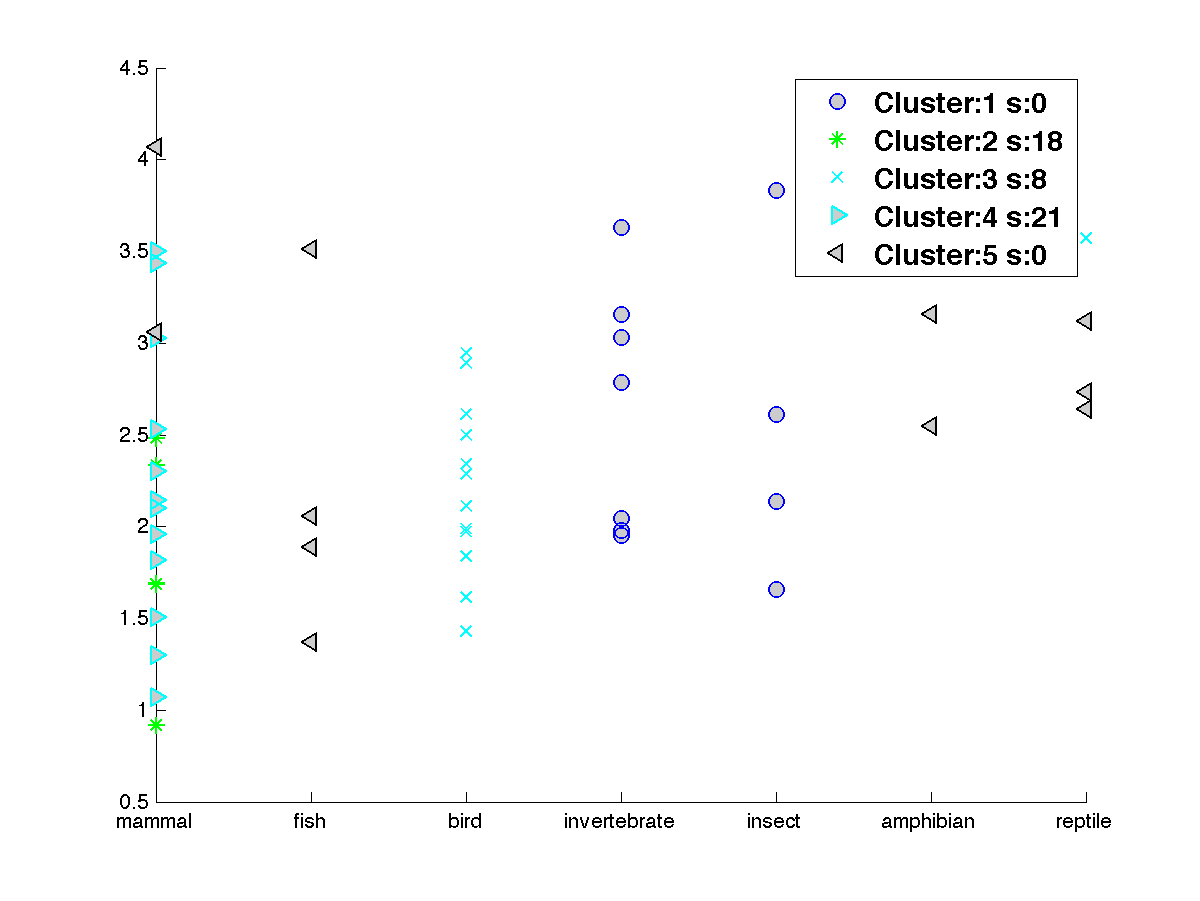 4.5
4
3.5
3
2.5
2
1.5
1
0.5
Cluster:1 s:0
Cluster:2 s:18
Cluster:3 s:8
Cluster:4 s:21
Cluster:5 s:0
mammal fish bird invertebrate insect amphibian reptile